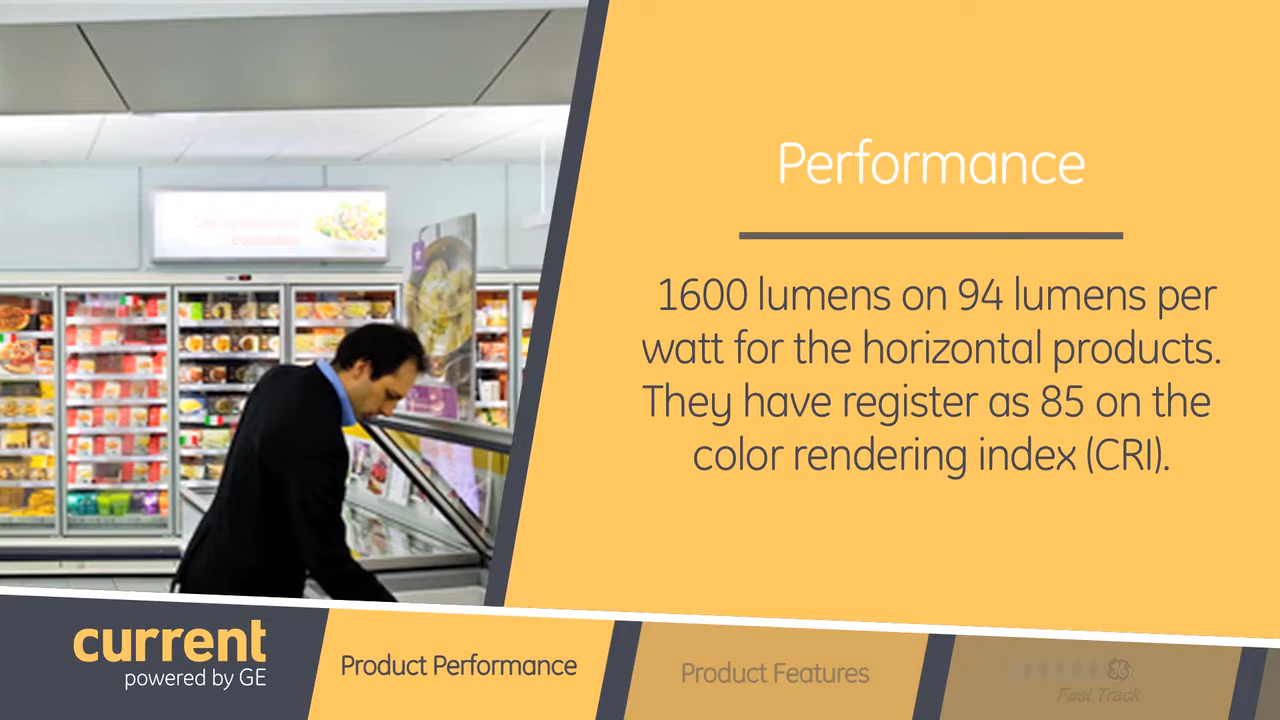 Performance
1600 lumens on 94 lumens per
watt for the horizontal products.
They have register as 85 on the
color rendering index (CRI).
current
powered by GE
Product Performance
Product Features
Fast Track